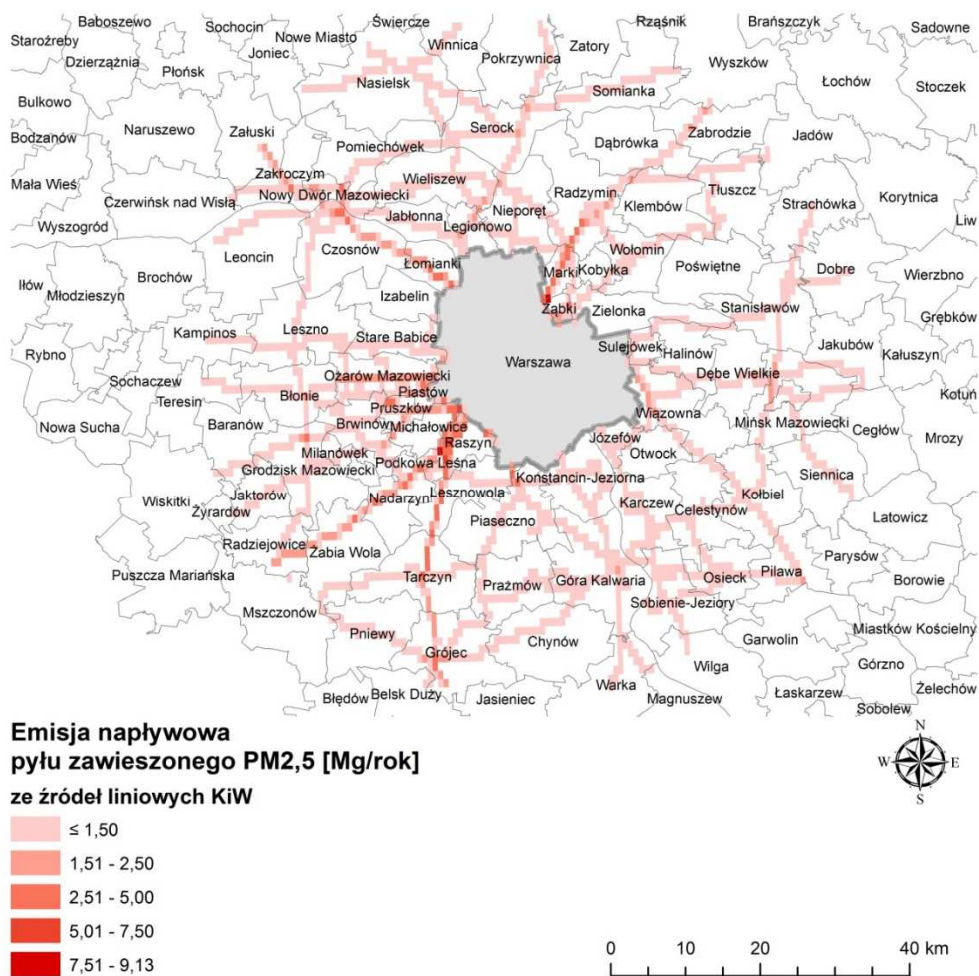 Baboszewo Sochocin Świercze Rząśnik Brańszczyk Sadowne
Staroźreby Nowe Miasto Winnica Zatory
Dzierzążnia Joniec Pokrzywnica Wyszków
Płońsk Łochów Stoczek
Bulkowo Nasielsk Somianka
Bodzanów Naruszewo Załuski Serock Zabrodzie Jadów
Pomiechówek Dąbrówka
Mała Wieś Zakroczym Wieliszew Radzymin Tłuszcz
Czerwińsk nad Wisłą Nowy Dwór Mazowiecki Korytnica
Wyszogród Jabłonna Nieporęt Klembów Strachówka
Legionowo Liw
Leoncin Czosnów Wołomin
Łomianki Marki Kobyłka Poświętne Dobre
Iłów Brochów Wierzbno
Młodzieszyn Izabelin Ząbki Zielonka Stanisławów
Grębków
Kampinos Leszno Stare Babice
Rybno Warszawa Sulejówek Halinów Jakubów Kałuszyn
Sochaczew Ożarów Mazowiecki Dębe Wielkie
Teresin Błonie Piastów Kotuń
Pruszków Wiązowna
Nowa Sucha Baranów Brwinów Michałowice Mińsk Mazowiecki Cegłów
Raszyn Józefów Mrozy
Milanówek Otwock
Grodzisk Mazowiecki Podkowa Leśna
Wiskitki Jaktorów Nadarzyn Lesznowola Konstancin-Jeziorna Siennica
Żyrardów Karczew Kołbiel
Piaseczno Celestynów Latowicz
Radziejowice Żabia Wola
Parysów
Puszcza Mariańska Tarczyn Prażmów Góra Kalwaria Osieck Pilawa Borowie
Mszczonów Sobienie-Jeziory
Pniewy Miastków Kościelny
Chynów Garwolin
Grójec Wilga Górzno
Błędów Belsk Duży Jasieniec Warka Magnuszew Łaskarzew Żelechów
Sobolew
Emisja napływowa
pyłu zawieszonego PM2,5 [Mg/rok]
ze źródeł liniowych KiW
≤ 1,50
1,51 - 2,50
2,51 - 5,00
5,01 - 7,50
7,51 - 9,13
N
W E
S
0 10 20 40 km